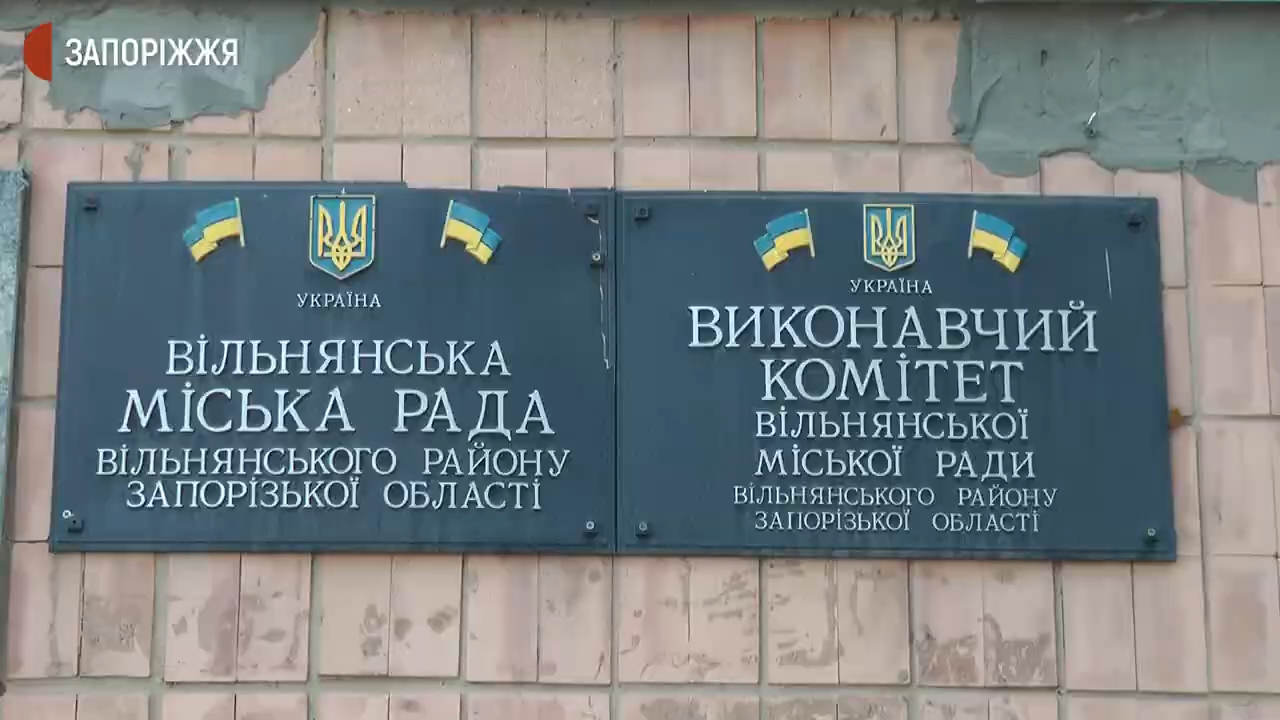 ЗАПОРІЖЖЯ
УКРАЇНА
ВІЛЬНЯНСЬКА
МІСЬКА РАДА
ВІЛЬНЯНСЬКОГО РАЙОНУ
ЗАПОРІЗЬКОЇ ОБЛАСТІ
УКРАЇНА
ВИКОНАВЧИЙ
КОМІТЕТ
ВІЛЬНЯНСЬКОЇ
МІСЬКОЇ РАДИ
ВІЛЬНЯНСЬКОГО РАЙОНУ
ЗАПОРІЗЬКОЇ ОБЛАСТІ